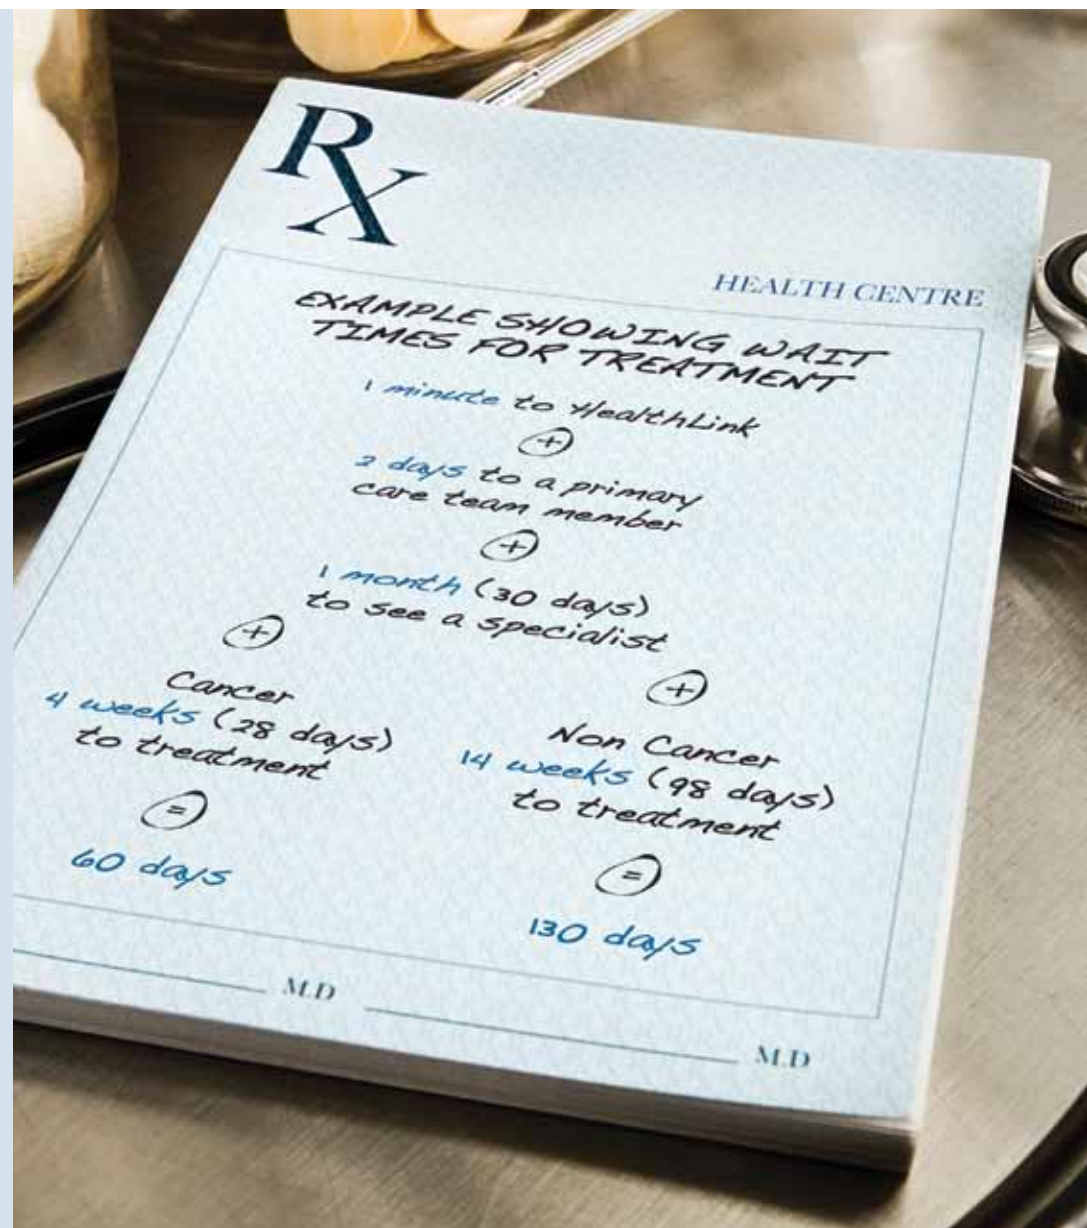 RX
HEALTH CENTRE
EXAMPLE SHOWING WAIT
TIMES FOR TREATMENT
1 minute to HealthLink
+
2 days to a primary
care team member
+
1 month (30 days)
to see a specialist
+
Cancer
4 weeks (28 days)
to treatment
=
60 days
+
Non Cancer
14 weeks (98 days)
to treatment
=
130 days
M.D
M.D